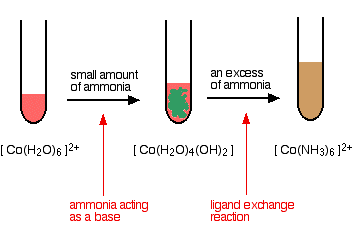 small amount
of ammonia
an excess
of ammonia
[ Co(H₂O)₆ ]²⁺
[ Co(H₂O)₄(OH)₂ ]
[ Co(NH₃)₆ ]²⁺
ammonia acting
as a base
ligand exchange
reaction